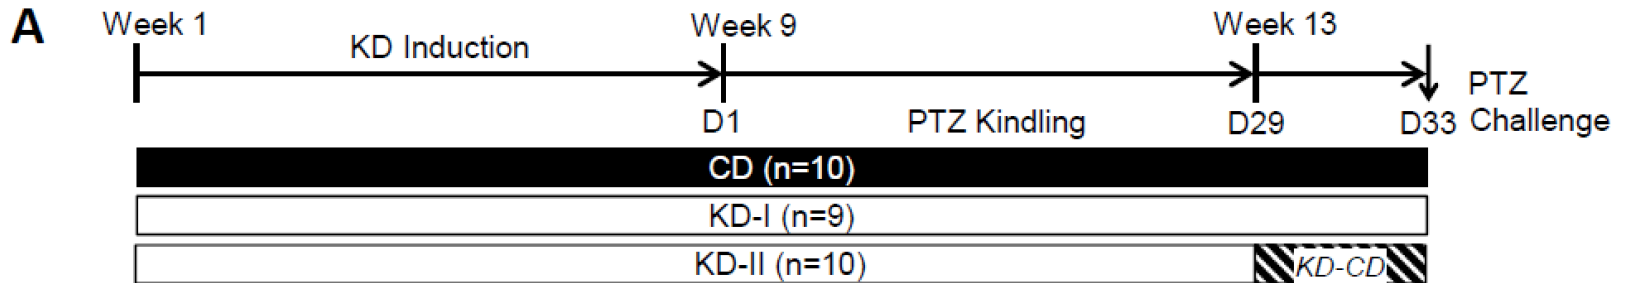 A
Week 1
Week 9
Week 13
KD Induction
PTZ
D1
PTZ Kindling
D29
D33
Challenge
CD (n=10)
KD-I (n=9)
KD-II (n=10)
KD-CD